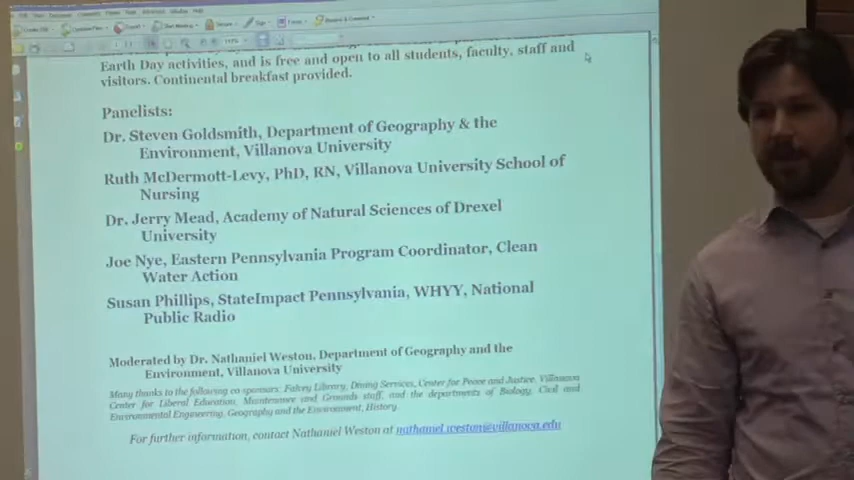 Earth Day activities, and is free and open to all students, faculty, staff and
visitors. Continental breakfast provided.
Panelists:
Dr. Steven Goldsmith, Department of Geography & the
Environment, Villanova University
Ruth McDermott-Levy, PhD, RN, Villanova University School of
Nursing
Dr. Jerry Mead, Academy of Natural Sciences of Drexel
University
Joe Nye, Eastern Pennsylvania Program Coordinator, Clean
Water Action
Susan Phillips, StateImpact Pennsylvania, WHYY, National
Public Radio
Moderated by Dr. Nathaniel Weston, Department of Geography and the
Environment, Villanova University
Many thanks to the following co-sponsors: Falvey Library, Dining Services, Center for Peace and Justice, Villanova
Center for Liberal Education, Maintenance and Grounds staff, and the departments of Biology, Civil and
Environmental Engineering, Geography and the Environment, History.
For further information, contact Nathaniel Weston at nathaniel.weston@villanova.edu